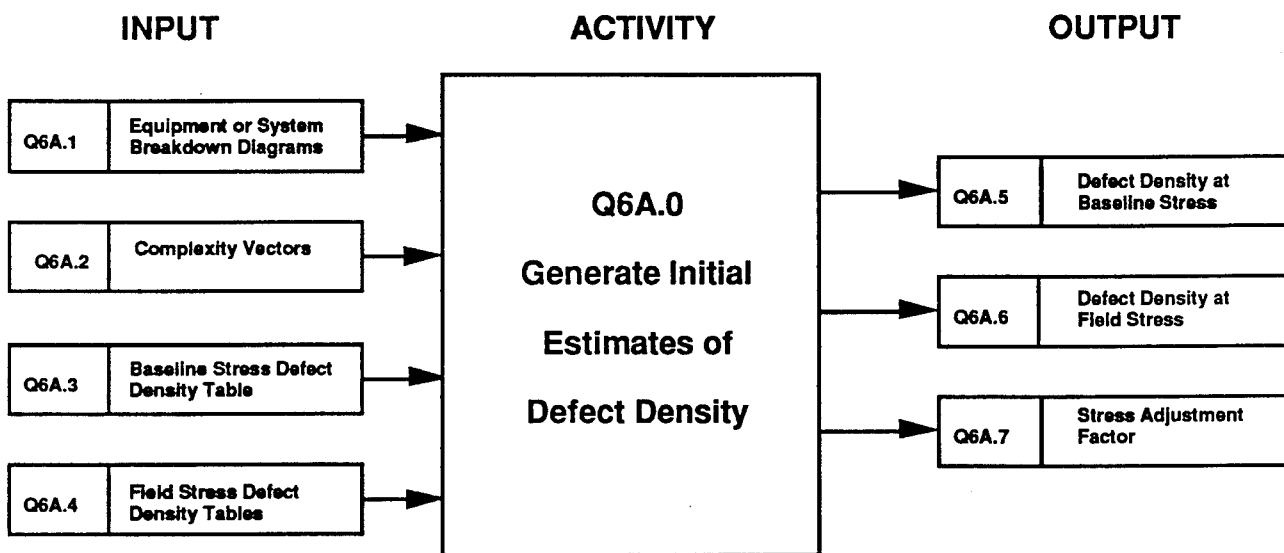 INPUT
ACTIVITY
OUTPUT
Q6A.1
Equipment or System
Breakdown Diagrams
Q6A.2
Complexity Vectors
Q6A.3
Baseline Stress Defect
Density Table
Q6A.4
Field Stress Defect
Density Tables
Q6A.0
Generate Initial
Estimates of
Defect Density
Q6A.5
Defect Density at
Baseline Stress
Q6A.6
Defect Density at
Field Stress
Q6A.7
Stress Adjustment
Factor